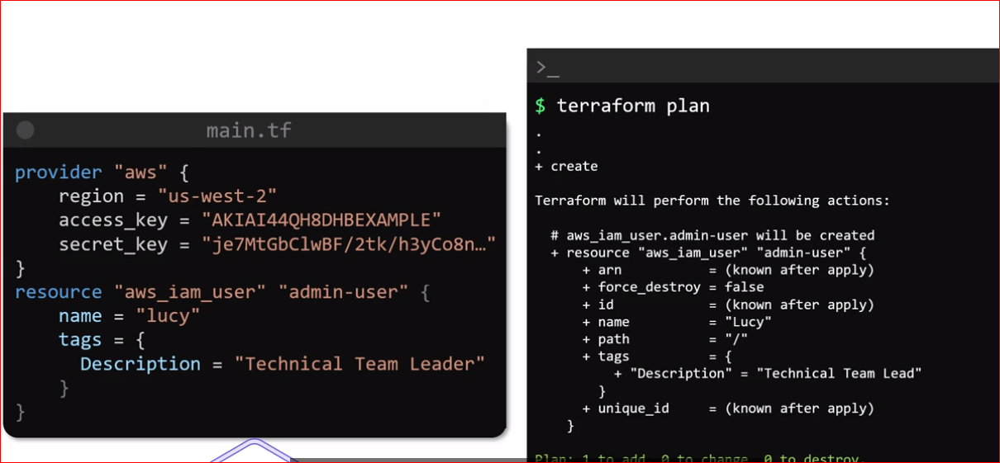 main.tf
provider "aws" {
region = "us-west-2"
access_key = "AKIAI44QH8DHBEXAMPLE"
secret_key = "je7MtGbClwBF/2tk/h3yCo8n…"
}
resource "aws_iam_user" "admin-user" {
name = "lucy"
tags = {
Description = "Technical Team Leader"
}
}
>_
$ terraform plan
.
.
+ create
Terraform will perform the following actions:
# aws_iam_user.admin-user will be created
+ resource "aws_iam_user" "admin-user" {
+ arn = (known after apply)
+ force_destroy = false
+ id = (known after apply)
+ name = "Lucy"
+ path = "/"
+ tags = {
+ "Description" = "Technical Team Lead"
}
+ unique_id = (known after apply)
}
Plan: 1 to add, 0 to change, 0 to destroy.